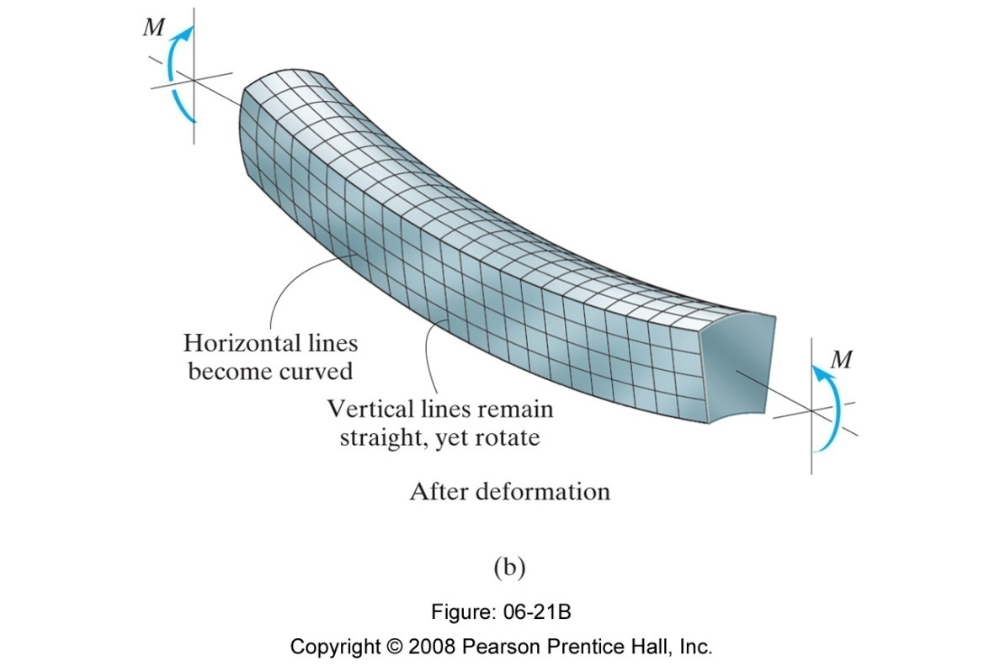 M
Horizontal lines
become curved
M
Vertical lines remain
straight, yet rotate
After deformation
(b)
Figure: 06-21B
Copyright © 2008 Pearson Prentice Hall, Inc.